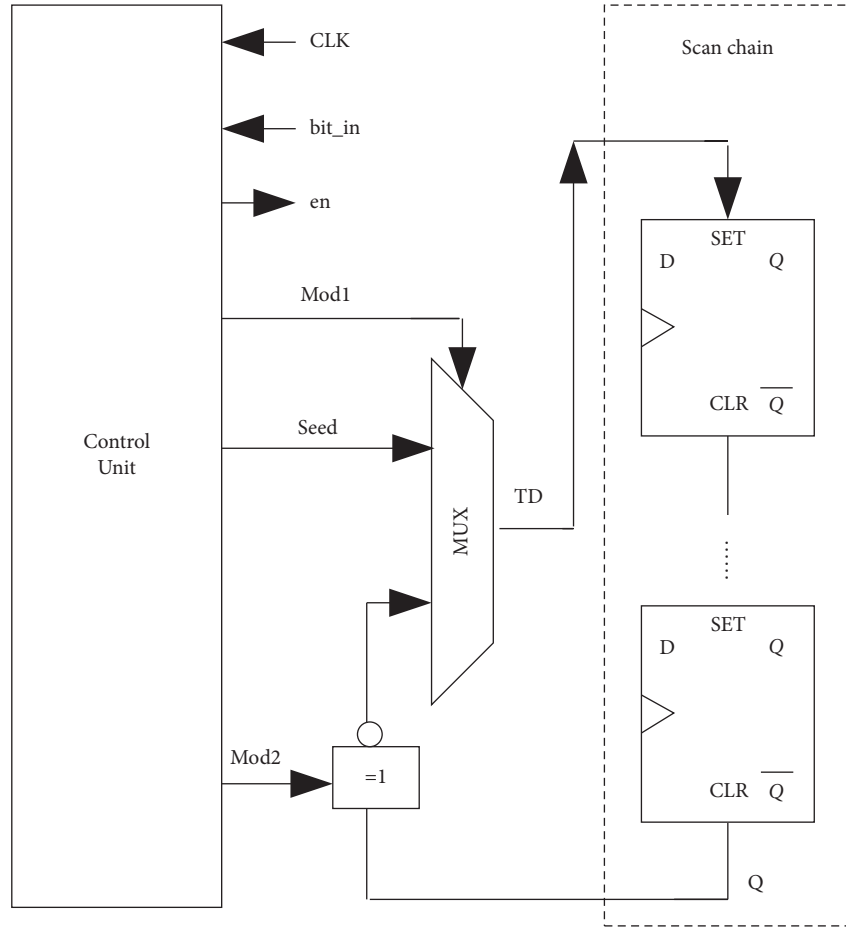 CLK
Scan chain
bit_in
en
SET
D Q
Mod1
CLR Q
Control
Unit
Seed
TD
MUX
......
SET
D Q
Mod2
=1
CLR Q
Q